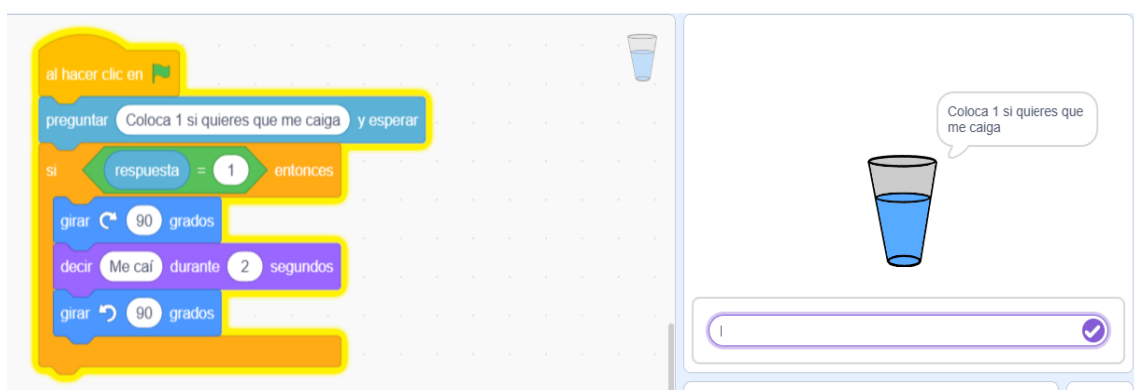 al hacer clic en
preguntar Coloca 1 si quieres que me caiga y esperar
si respuesta = 1 entonces
girar 90 grados
decir Me caí durante 2 segundos
girar 90 grados
Coloca 1 si quieres que
me caiga